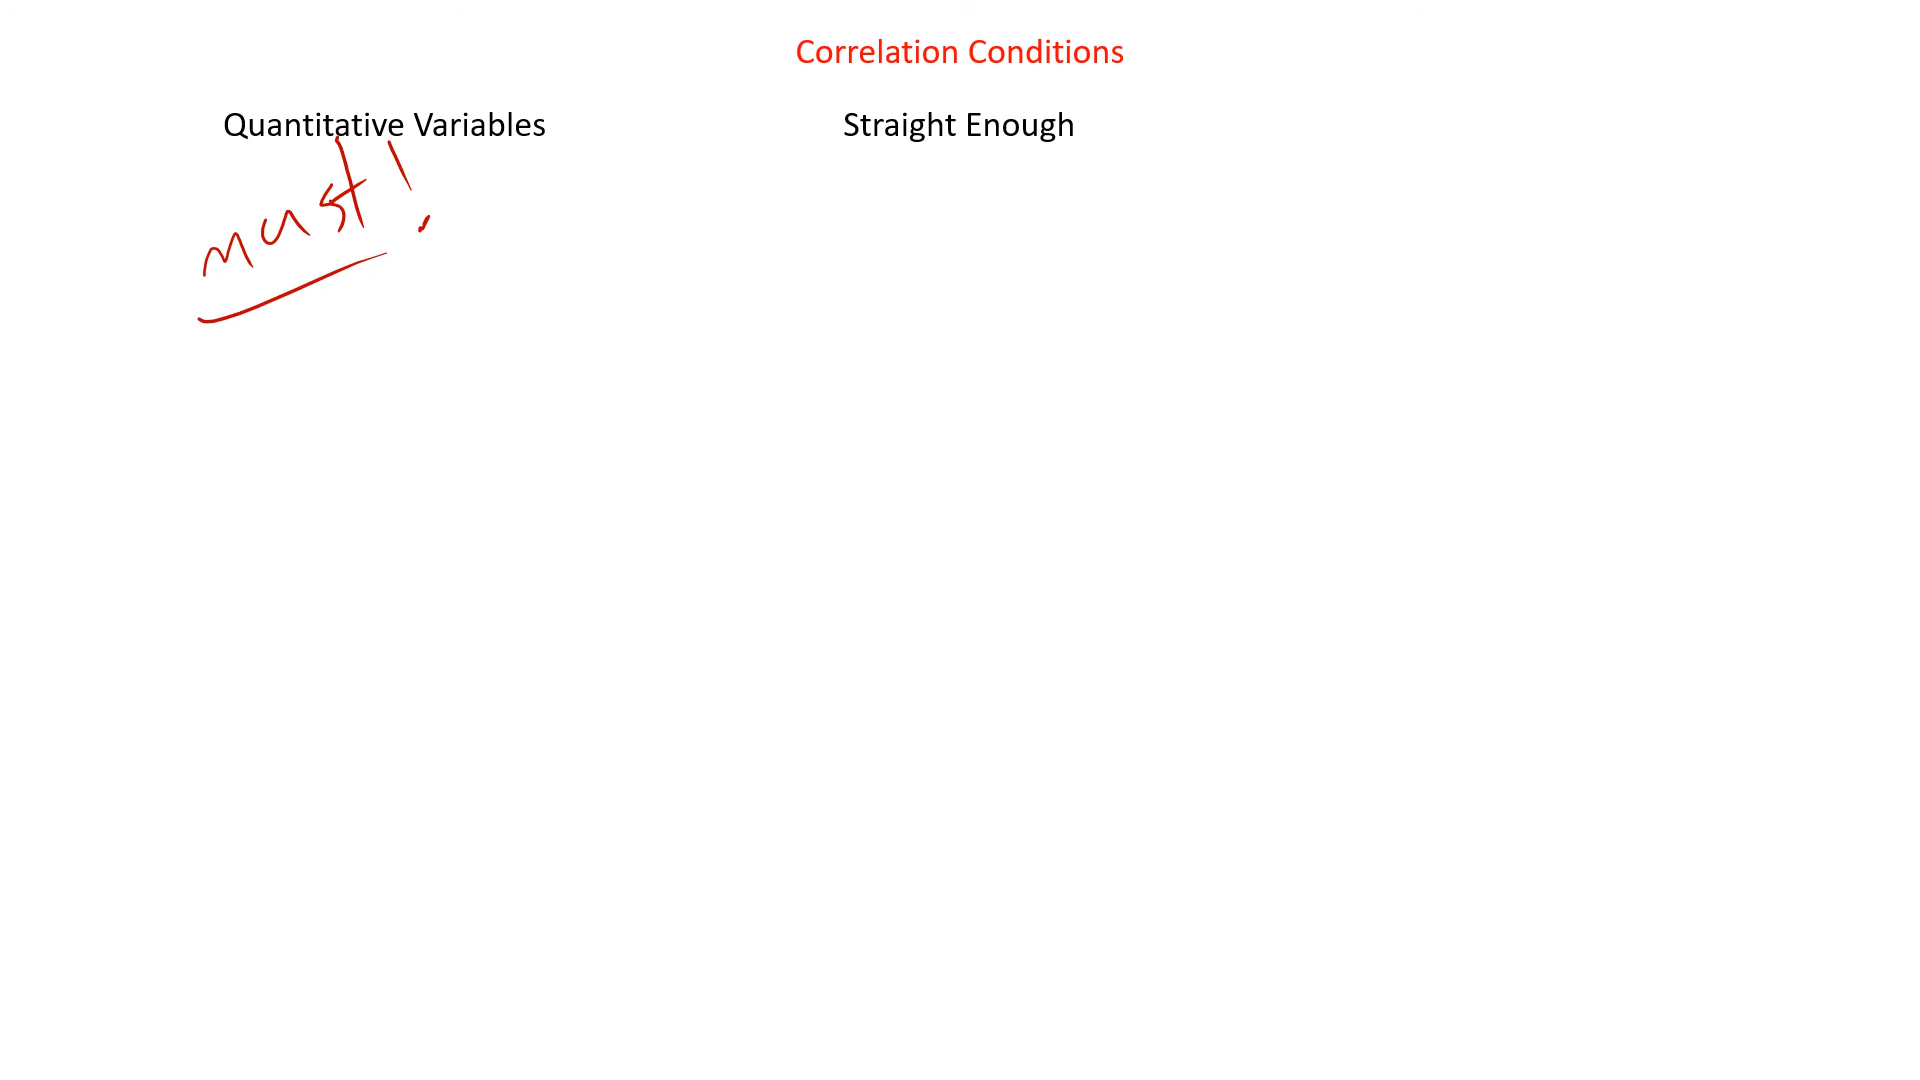 Correlation Conditions
Quantitative Variables
Straight Enough
must!